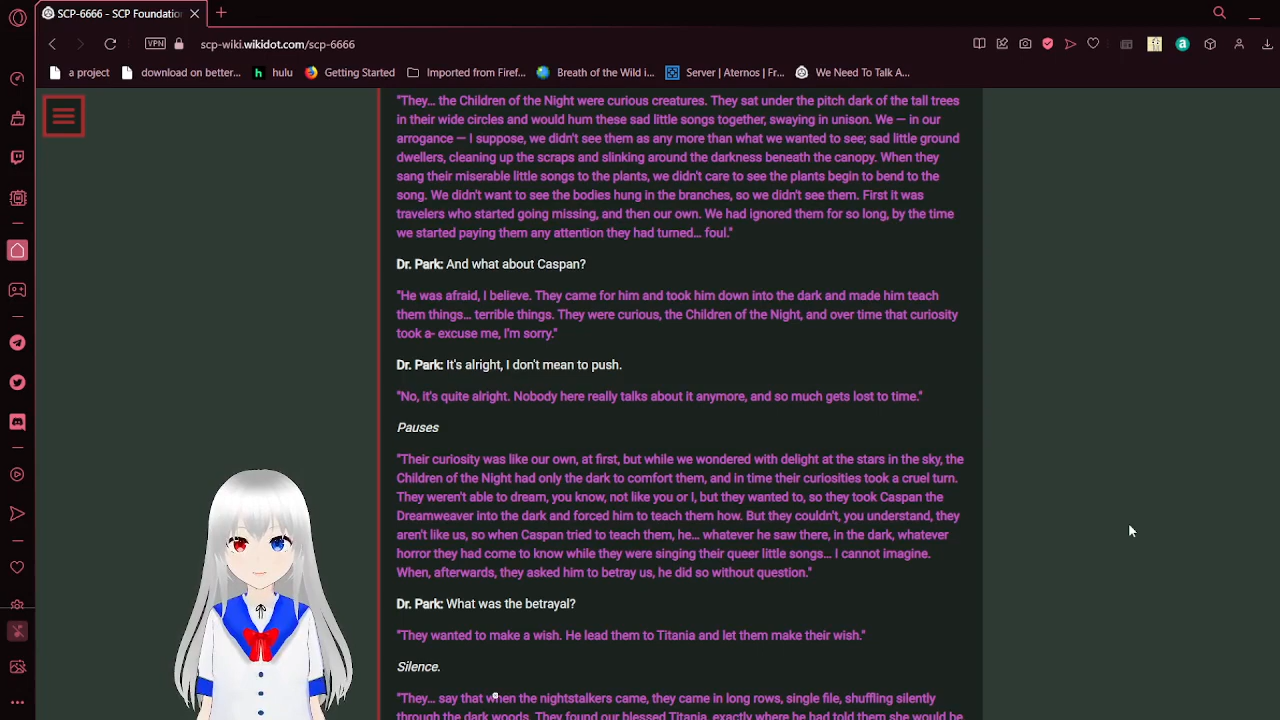 SCP-6666 - SCP Foundation
VPN
scp-wiki.wikidot.com/scp-6666
a project
download on better...
hulu
Getting Started
Imported from Firef...
Breath of the Wild i...
Server | Aternos | Fr...
We Need To Talk A...
"They... the Children of the Night were curious creatures. They sat under the pitch dark of the tall trees
in their wide circles and would hum these sad little songs together, swaying in unison. We — in our
arrogance — I suppose, we didn't see them as any more than what we wanted to see; sad little ground
dwellers, cleaning up the scraps and slinking around the darkness beneath the canopy. When they
sang their miserable little songs to the plants, we didn't care to see the plants begin to bend to the
song. We didn't want to see the bodies hung in the branches, so we didn't see them. First it was
travelers who started going missing, and then our own. We had ignored them for so long, by the time
we started paying them any attention they had turned... foul."
Dr. Park: And what about Caspan?
"He was afraid, I believe. They came for him and took him down into the dark and made him teach
them things... terrible things. They were curious, the Children of the Night, and over time that curiosity
took a- excuse me, I'm sorry."
Dr. Park: It's alright, I don't mean to push.
"No, it's quite alright. Nobody here really talks about it anymore, and so much gets lost to time."
Pauses
"Their curiosity was like our own, at first, but while we wondered with delight at the stars in the sky, the
Children of the Night had only the dark to comfort them, and in time their curiosities took a cruel turn.
They weren't able to dream, you know, not like you or I, but they wanted to, so they took Caspan the
Dreamweaver into the dark and forced him to teach them how. But they couldn't, you understand, they
aren't like us, so when Caspan tried to teach them, he... whatever he saw there, in the dark, whatever
horror they had come to know while they were singing their queer little songs... I cannot imagine.
When, afterwards, they asked him to betray us, he did so without question."
Dr. Park: What was the betrayal?
"They wanted to make a wish. He lead them to Titania and let them make their wish."
Silence.
"They... say that when the nightstalkers came, they came in long rows, single file, shuffling silently
through the dark woods. They found our blessed Titania, exactly where he had told them she would be